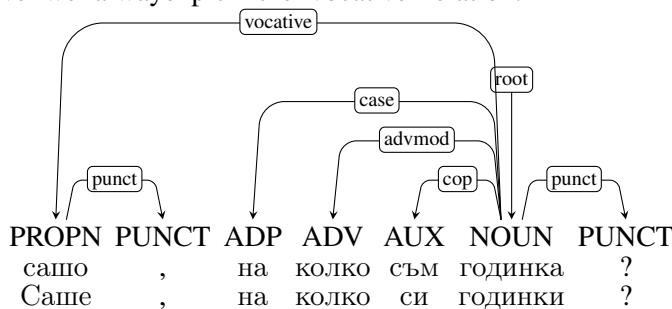 vocative
root
case
advmod
punct cop punct
PROPN PUNCT ADP ADV AUX NOUN PUNCT
сашо , на колко съм годинка ?
Саше , на колко си годинки ?